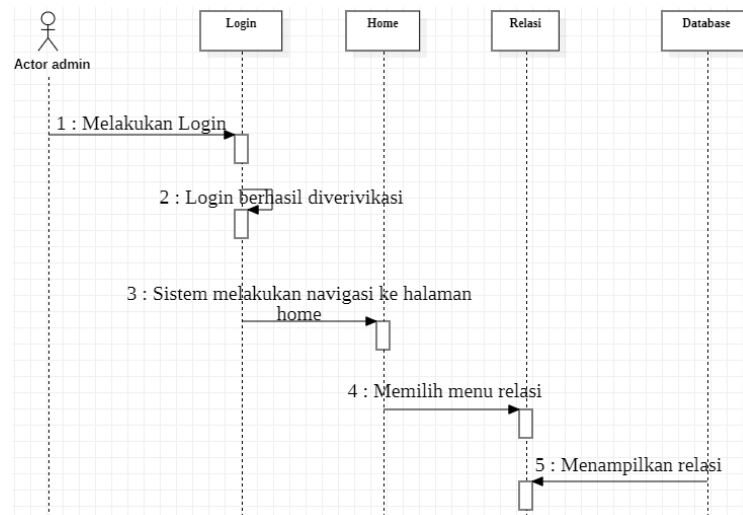 Login
Home
Relasi
Database
Actor admin
1 : Melakukan Login
2 : Login berhasil diverivikasi
3 : Sistem melakukan navigasi ke halaman
home
4 : Memilih menu relasi
5 : Menampilkan relasi